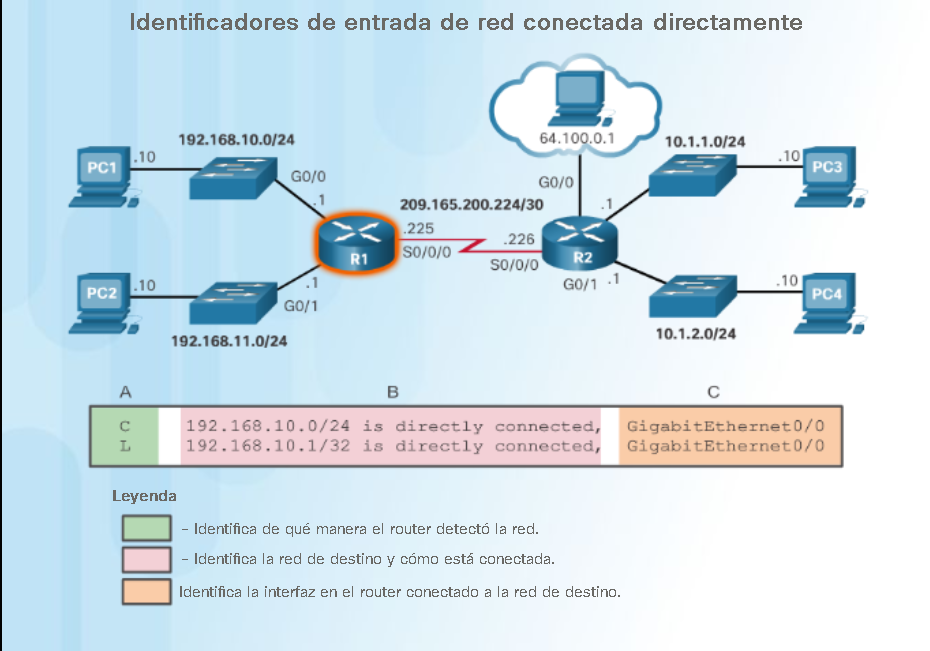 Identificadores de entrada de red conectada directamente
64.100.0.1
192.168.10.0/24
10.1.1.0/24
PC1
.10
G0/0
.1
G0/0
.1
.10
PC3
209.165.200.224/30
.225
S0/0/0
R1
.226
S0/0/0
R2
PC2
.10
.1
G0/1
192.168.11.0/24
G0/1
.1
.10
PC4
10.1.2.0/24
A B C
C 192.168.10.0/24 is directly connected, GigabitEthernet0/0
L 192.168.10.1/32 is directly connected, GigabitEthernet0/0
Leyenda
- Identifica de qué manera el router detectó la red.
- Identifica la red de destino y cómo está conectada.
Identifica la interfaz en el router conectado a la red de destino.